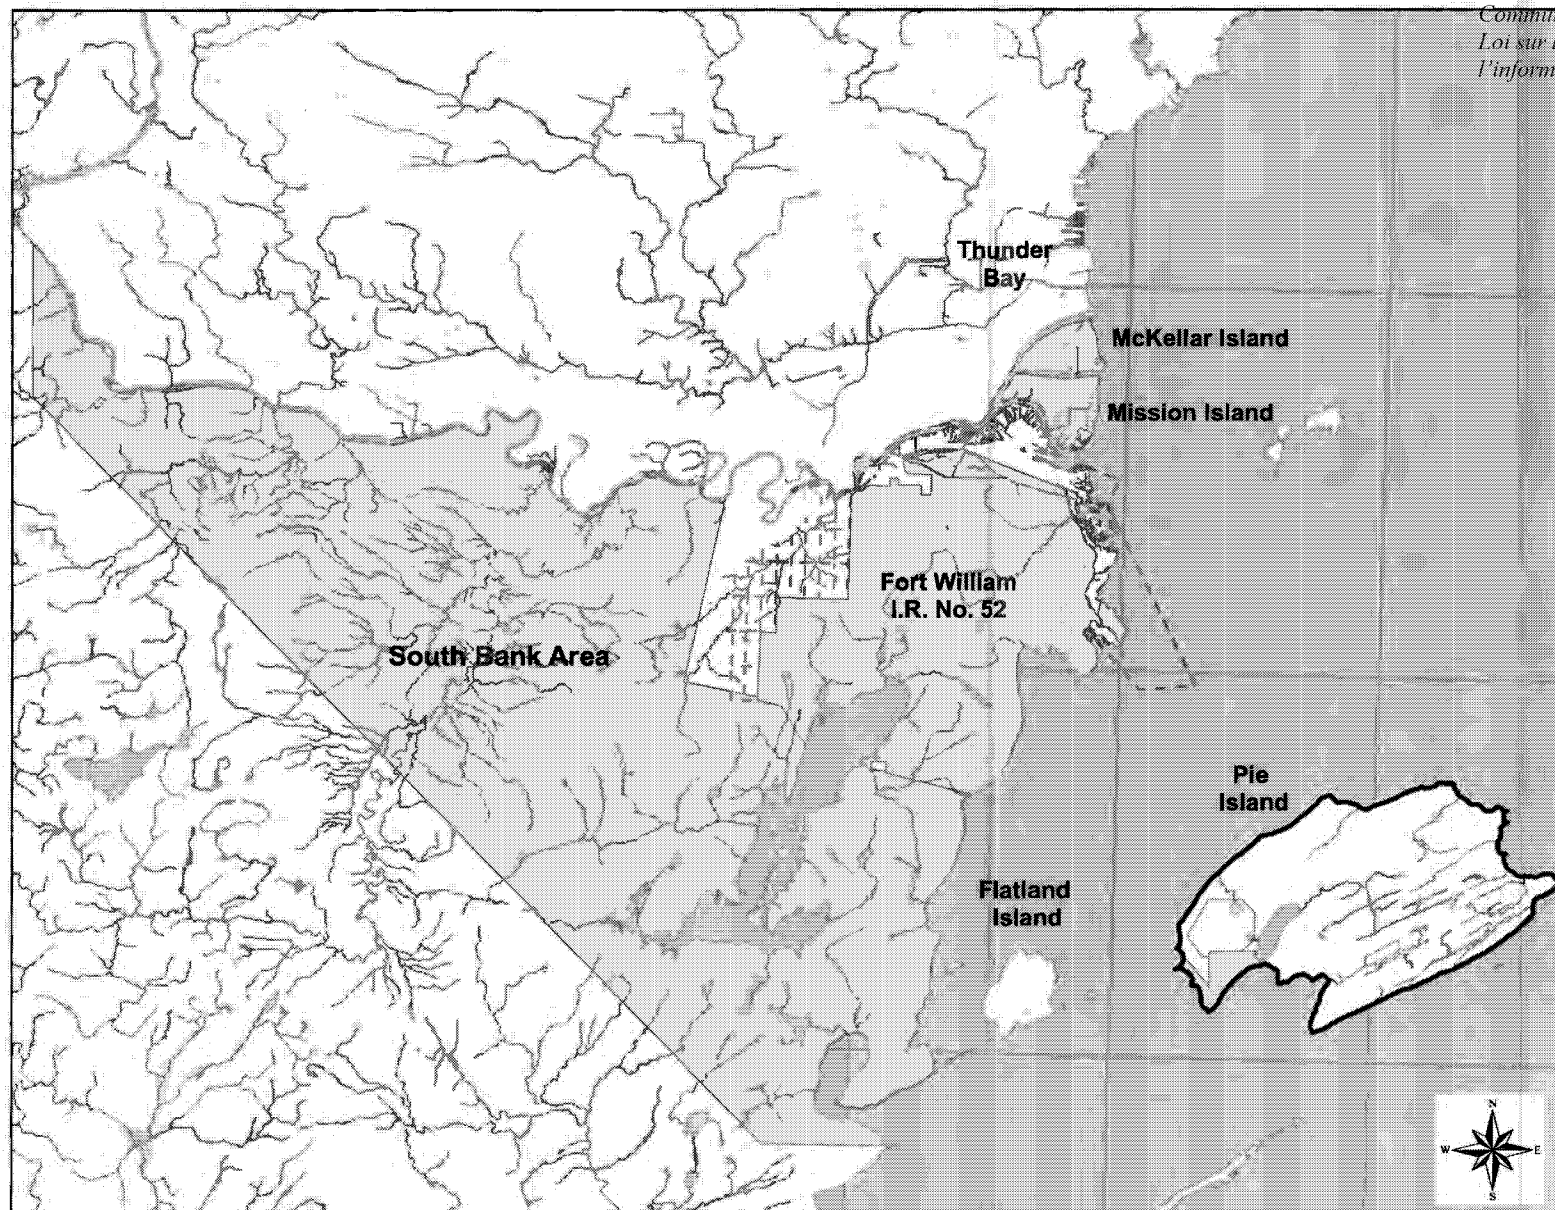 Loi sur
Thunder
Bay
McKellar Island
Mission Island
Fort William
I.R. No. 52
South Bank Area
Pie
Island
Flatland
Island
N
W E
S